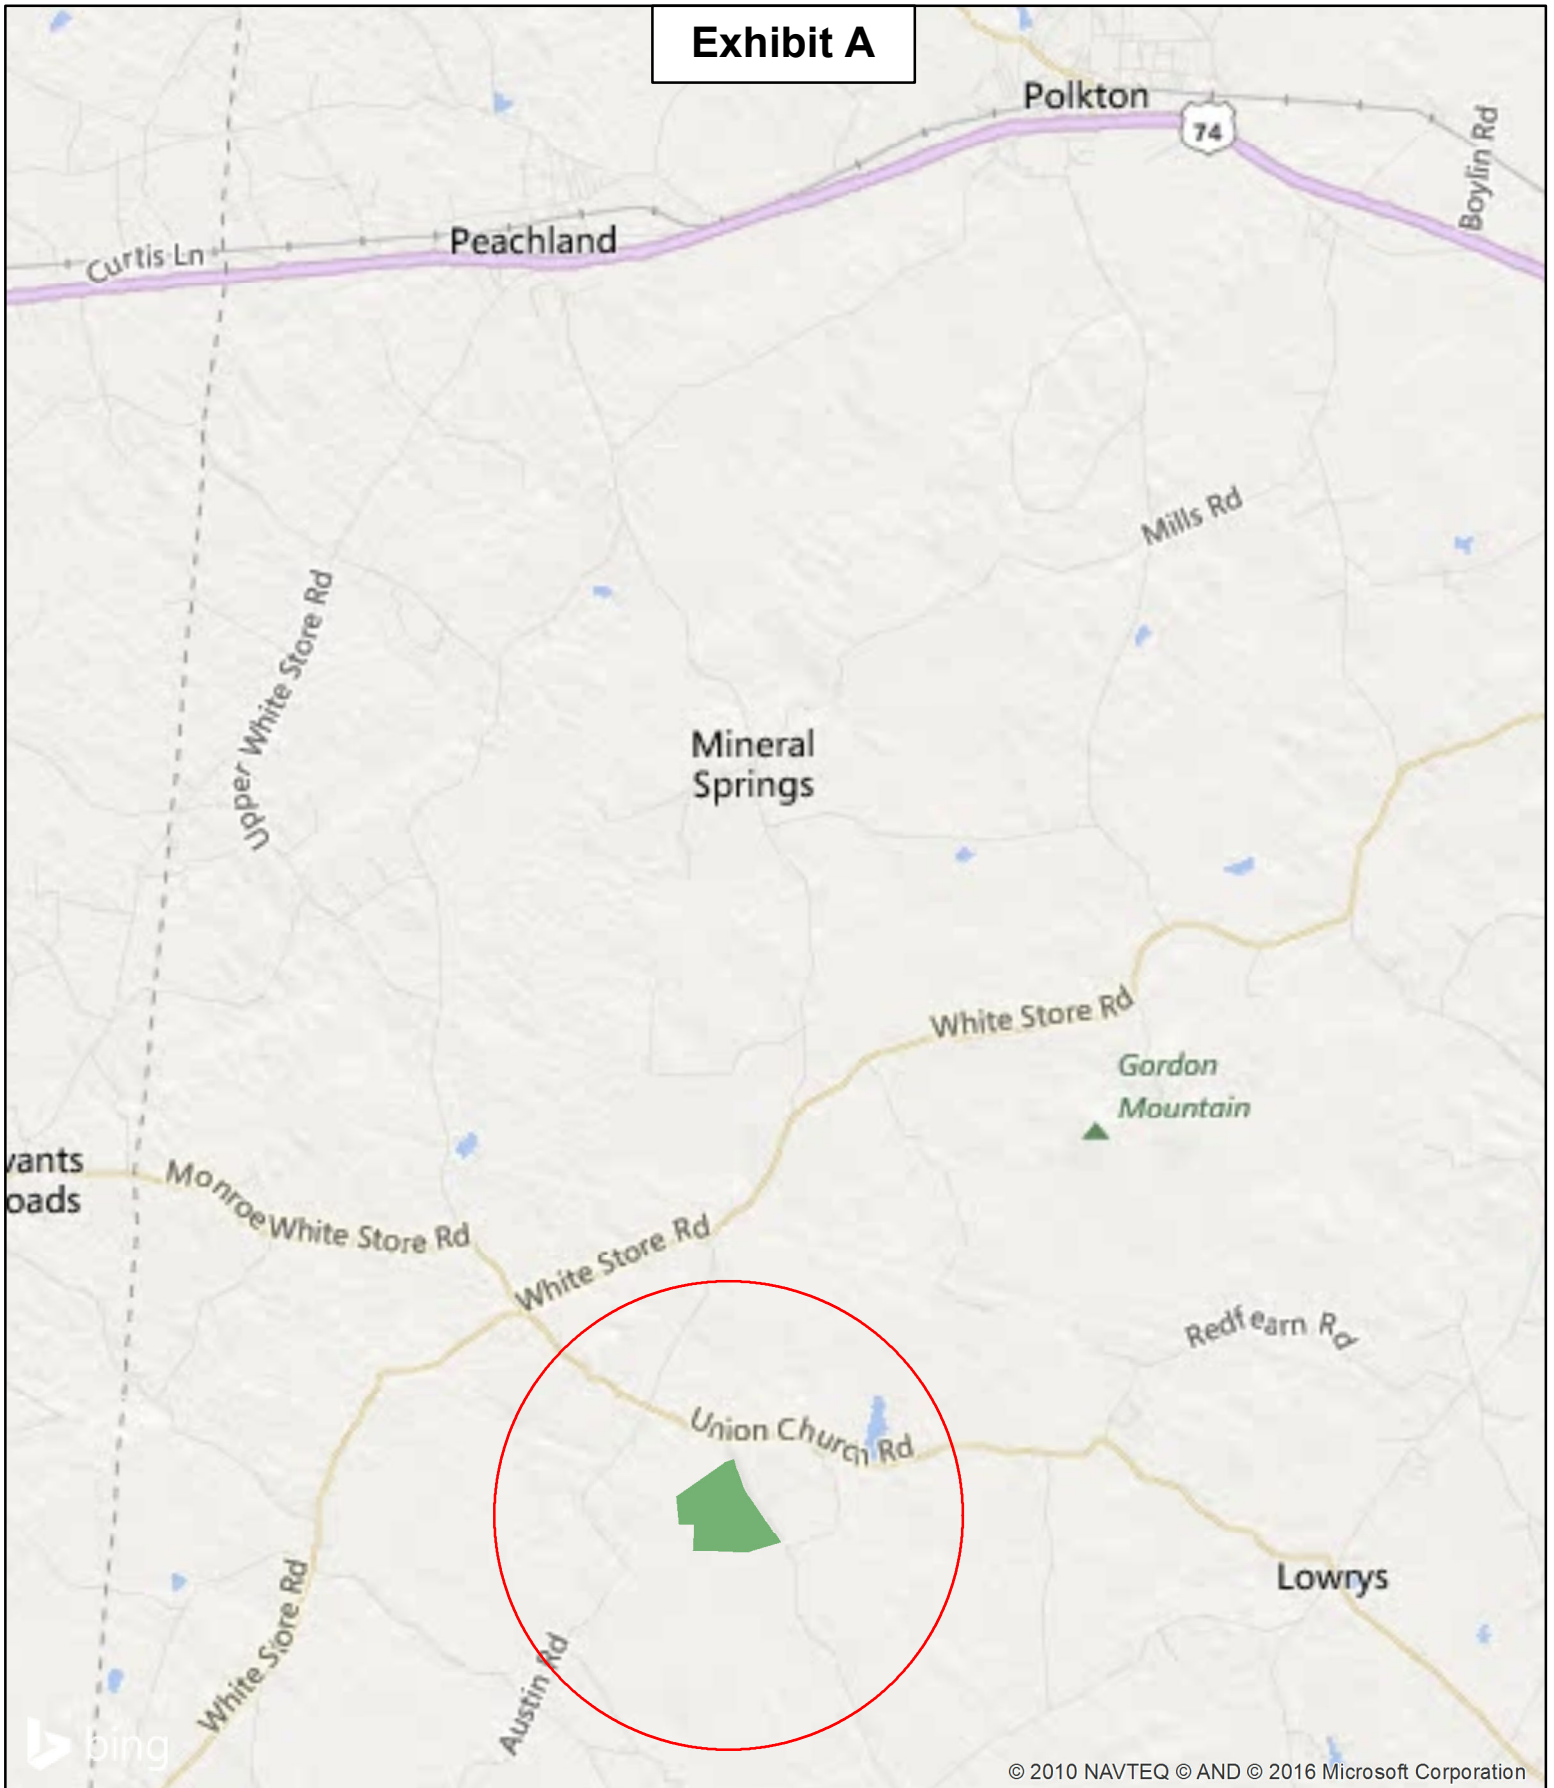 Exhibit A
Polkton
74
Boylin Rd
Peachland
Curtis Ln
Mills Rd
Upper White Store Rd
Mineral
Springs
White Store Rd
Gordon
Mountain
vants
oads
Monroe White Store Rd
White Store Rd
Redfearn Rd
Union Church Rd
Lowrys
White Store Rd
Austin Rd
bing
© 2010 NAVTEQ © AND © 2016 Microsoft Corporation